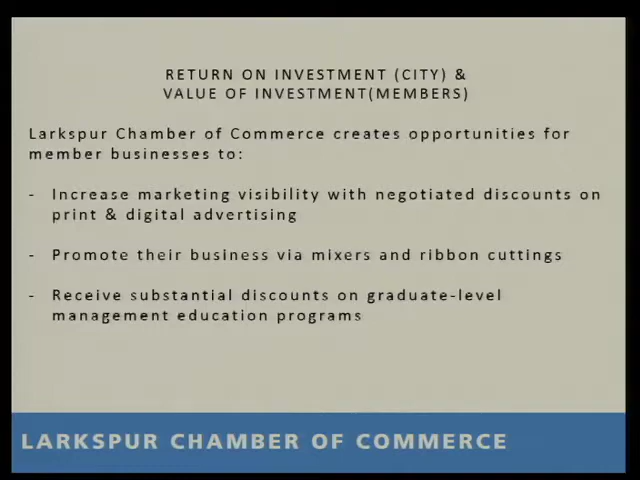 RETURN ON INVESTMENT (CITY) &
VALUE OF INVESTMENT(MEMBERS)
Larkspur Chamber of Commerce creates opportunities for
member businesses to:
- Increase marketing visibility with negotiated discounts on
print & digital advertising
- Promote their business via mixers and ribbon cuttings
- Receive substantial discounts on graduate-level
management education programs
LARKSPUR CHAMBER OF COMMERCE